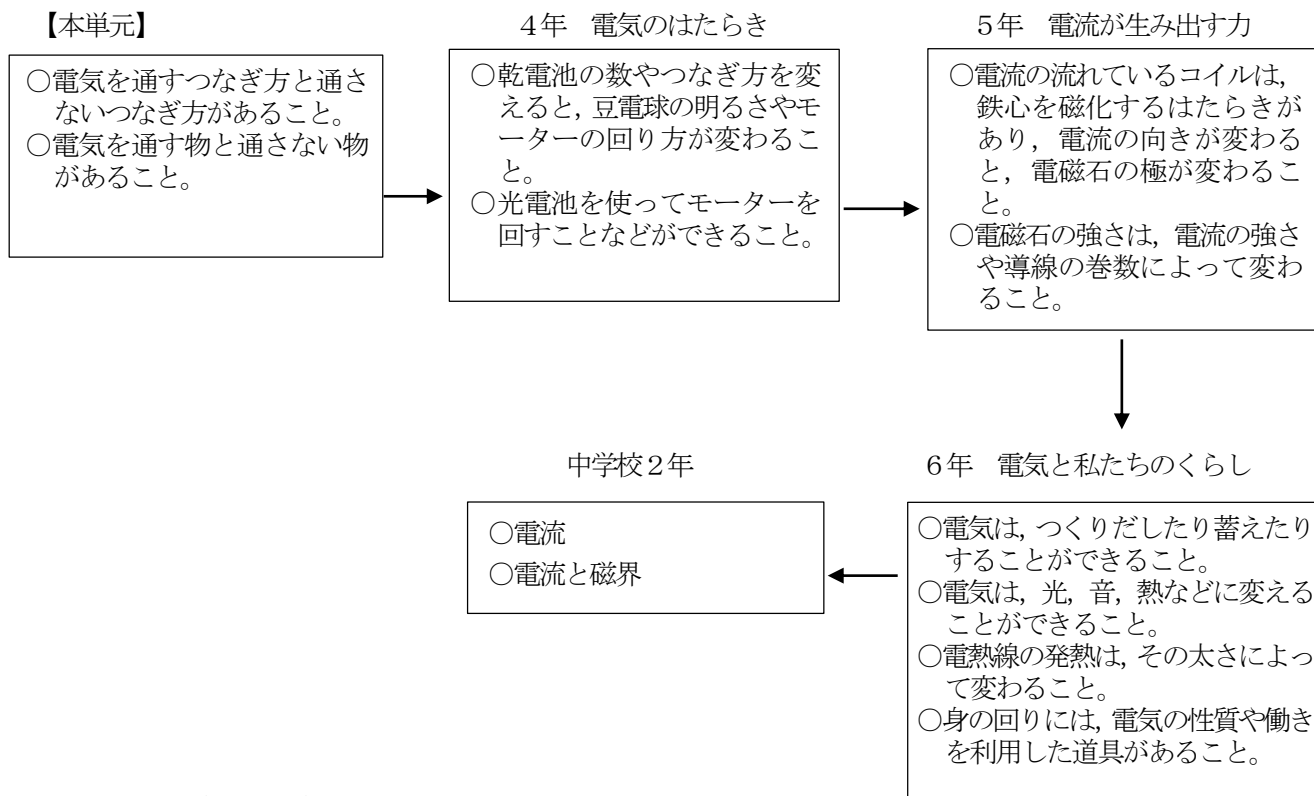 【本単元】
○電気を通すつなぎ方と通さ
ないつなぎ方があること。
○電気を通す物と通さない物
があること。
4年　電気のはたらき
○乾電池の数やつなぎ方を変
えると，豆電球の明るさやモ
ーターの回り方が変わるこ
と。
○光電池を使ってモーターを
回すことなどができること。
5年　電流が生み出す力
○電流の流れているコイルは，
鉄心を磁化するはたらきが
あり，電流の向きが変わる
と，電磁石の極が変わるこ
と。
○電磁石の強さは，電流の強さ
や導線の巻数によって変わ
ること。
6年　電気と私たちのくらし
○電気は，つくりだしたり蓄えたり
することができること。
○電気は，光，音，熱などに変える
ことができること。
○電熱線の発熱は，その太さによっ
て変わること。
○身の回りには，電気の性質や働き
を利用した道具があること。
中学校２年
○電流
○電流と磁界